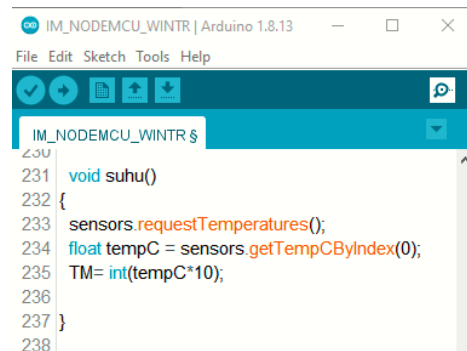 IM_NODEMCU_WINTR | Arduino 1.8.13
File Edit Sketch Tools Help
IM_NODEMCU_WINTR §
230
231 void suhu()
232 {
233 sensors.requestTemperatures();
234 float tempC = sensors.getTempCByIndex(0);
235 TM= int(tempC*10);
236
237 }
238